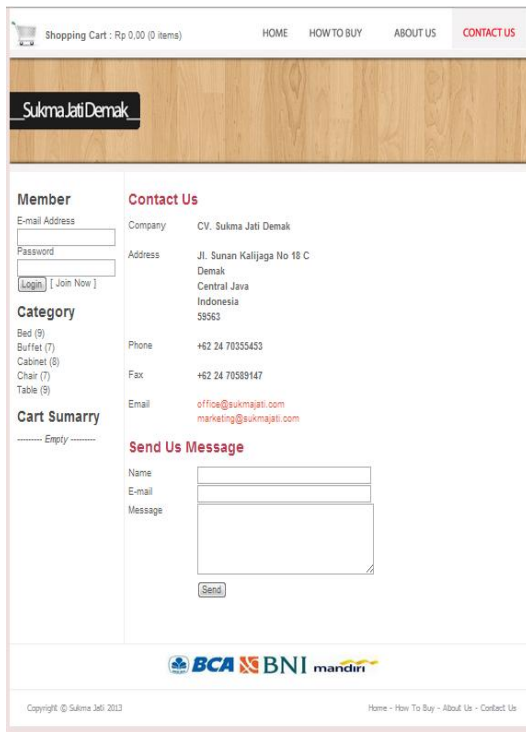 Shopping Cart : Rp 0,00 (0 items)
HOME HOW TO BUY ABOUT US CONTACT US
_Sukma Jati Demak_
Member
E-mail Address
Password
Login [ Join Now ]
Category
Bed (9)
Buffet (7)
Cabinet (8)
Chair (7)
Table (9)
Cart Sumarry
--------- Empty ---------
Contact Us
Company CV. Sukma Jati Demak
Address Jl. Sunan Kalijaga No 18 C
Demak
Central Java
Indonesia
59563
Phone +62 24 70355453
Fax +62 24 70589147
Email office@sukmajati.com
marketing@sukmajati.com
Send Us Message
Name
E-mail
Message
Send
BCA BNI mandiri
Copyright © Sukma Jati 2013
Home - How To Buy - About Us - Contact Us